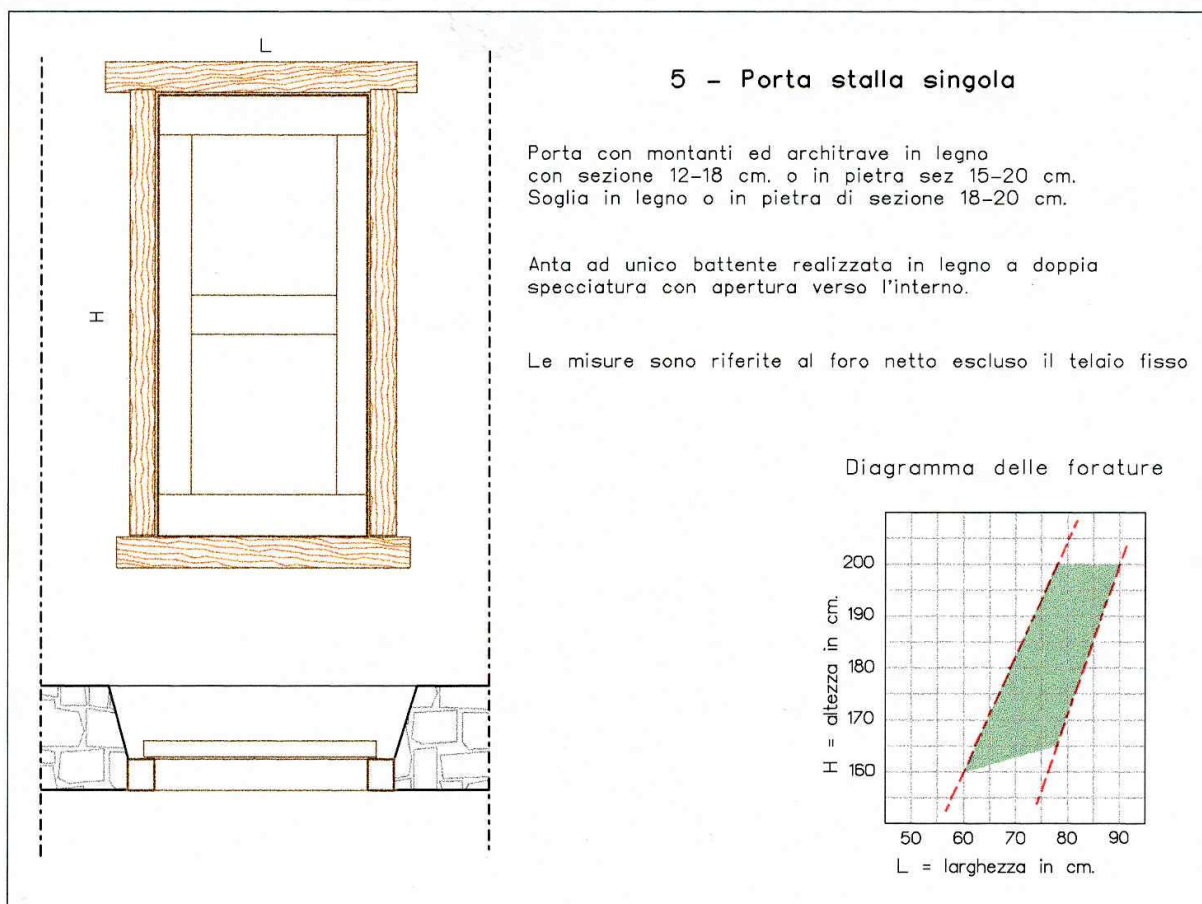 L
H
5 - Porta stalla singola
Porta con montanti ed architrave in legno
con sezione 12-18 cm. o in pietra sez 15-20 cm.
Soglia in legno o in pietra di sezione 18-20 cm.
Anta ad unico battente realizzata in legno a doppia
specciatura con apertura verso l'interno.
Le misure sono riferite al foro netto escluso il telaio fisso
Diagramma delle forature
H = altezza in cm.
200
190
180
170
160
50 60 70 80 90
L = larghezza in cm.